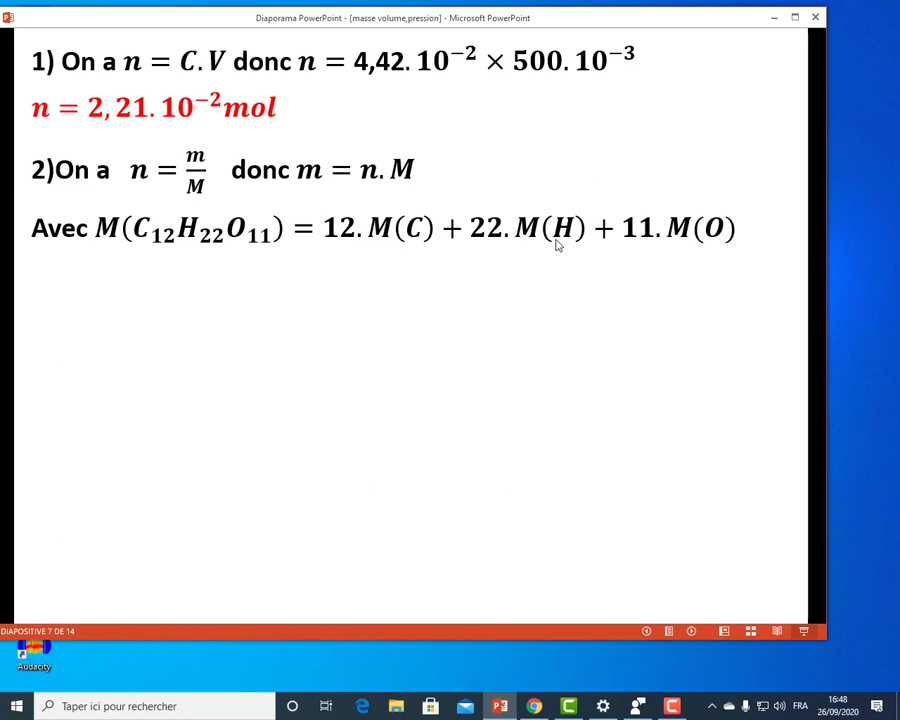 Diaporama PowerPoint - [masse volume,pression] - Microsoft PowerPoint
1) On a n = C.V donc n = 4,42.10⁻² × 500.10⁻³
n = 2,21.10⁻²mol
2)On a n = m/M donc m = n.M
Avec M(C₁₂H₂₂O₁₁) = 12.M(C) + 22.M(H) + 11.M(O)
DIAPOSITIVE 7 DE 14
Audacity
Taper ici pour rechercher
FRA
16:48
26/09/2020